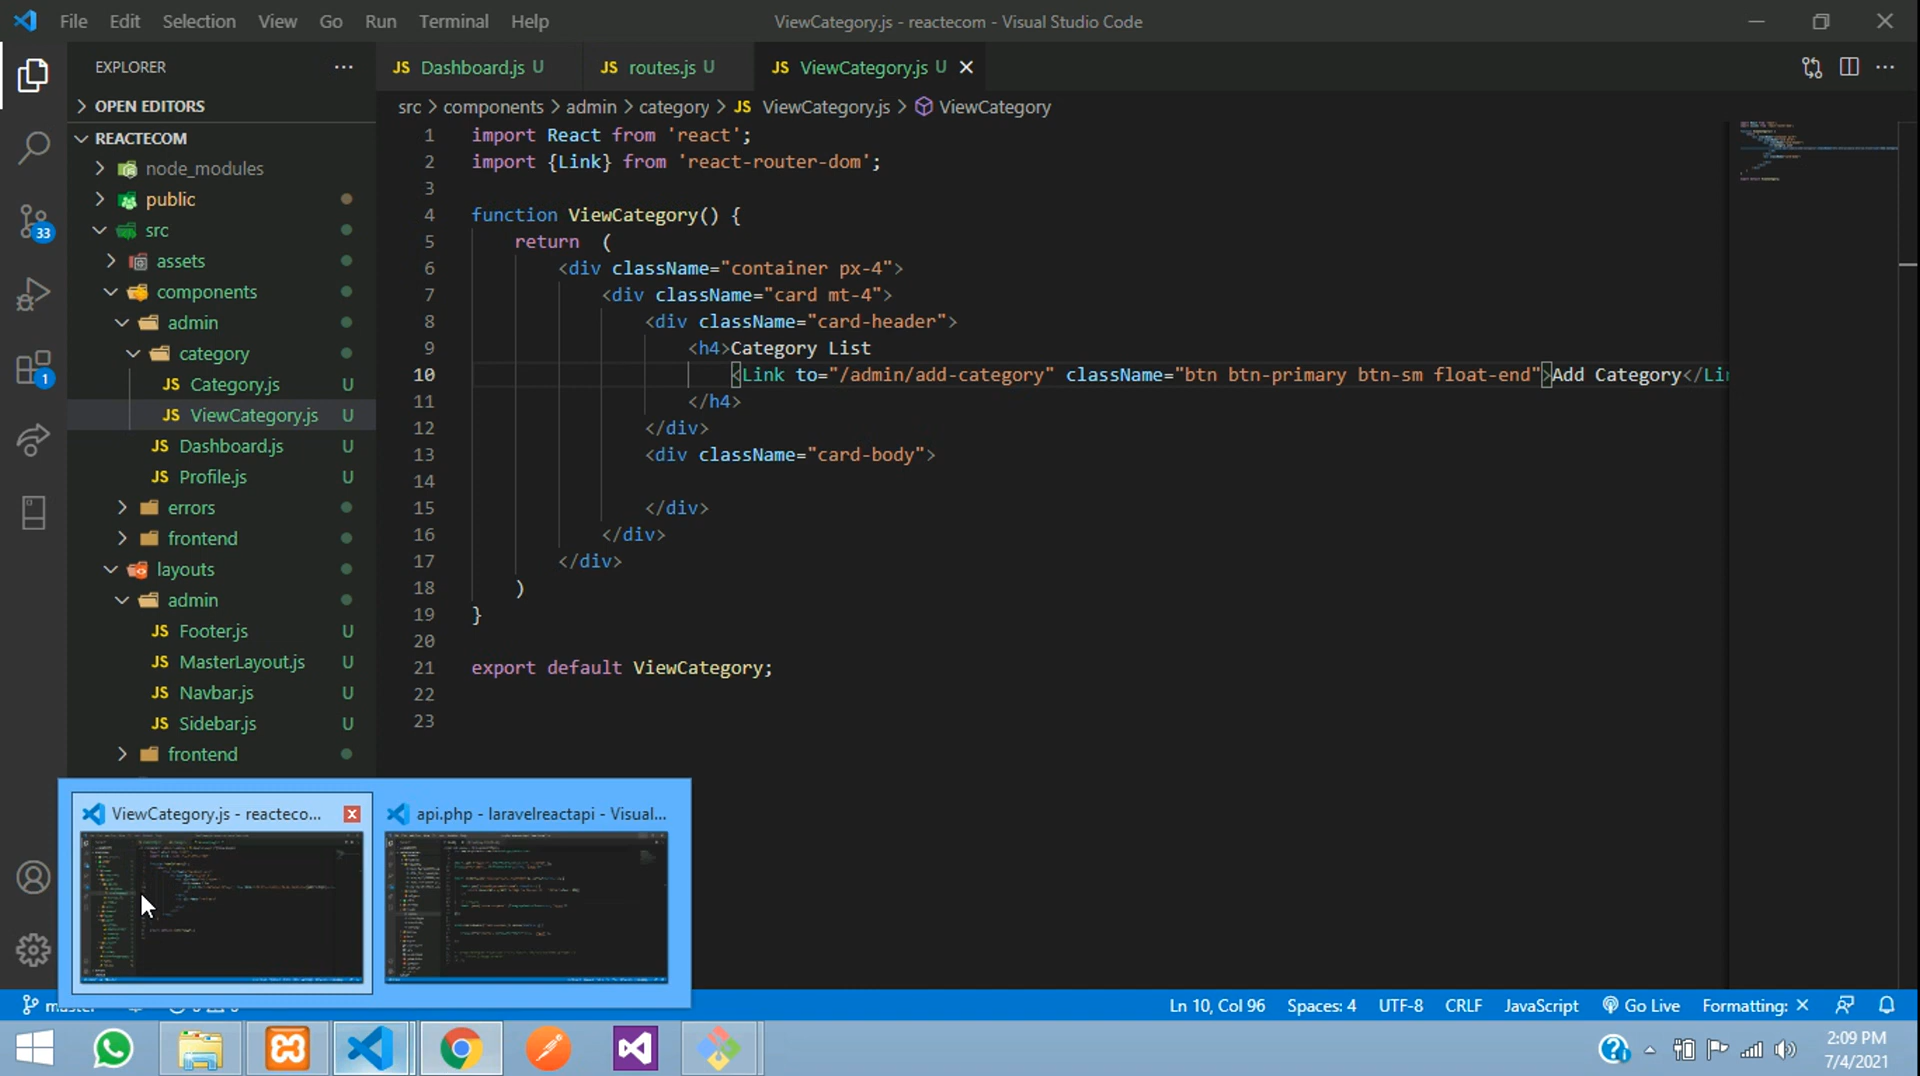 File Edit Selection View Go Run Terminal Help
ViewCategory.js - reactecom - Visual Studio Code
EXPLORER
OPEN EDITORS
REACTECOM
node_modules
public
src
assets
components
admin
category
JS Category.js U
JS ViewCategory.js U
JS Dashboard.js U
JS Profile.js U
errors
frontend
layouts
admin
JS Footer.js U
JS MasterLayout.js U
JS Navbar.js U
JS Sidebar.js U
frontend
33
1
JS Dashboard.js U
JS routes.js U
JS ViewCategory.js U
src > components > admin > category > JS ViewCategory.js > ViewCategory
1 import React from 'react';
2 import {Link} from 'react-router-dom';
3
4 function ViewCategory() {
5 return (
6 <div className="container px-4">
7 <div className="card mt-4">
8 <div className="card-header">
9 <h4>Category List
10 <Link to="/admin/add-category" className="btn btn-primary btn-sm float-end">Add Category</Lin
11 </h4>
12 </div>
13 <div className="card-body">
14
15 </div>
16 </div>
17 </div>
18 )
19 }
20
21 export default ViewCategory;
22
23
ViewCategory.js - reacteco...
api.php - laravelreactapi - Visual...
Ln 10, Col 96 Spaces: 4 UTF-8 CRLF JavaScript Go Live Formatting: ×
2:09 PM
7/4/2021